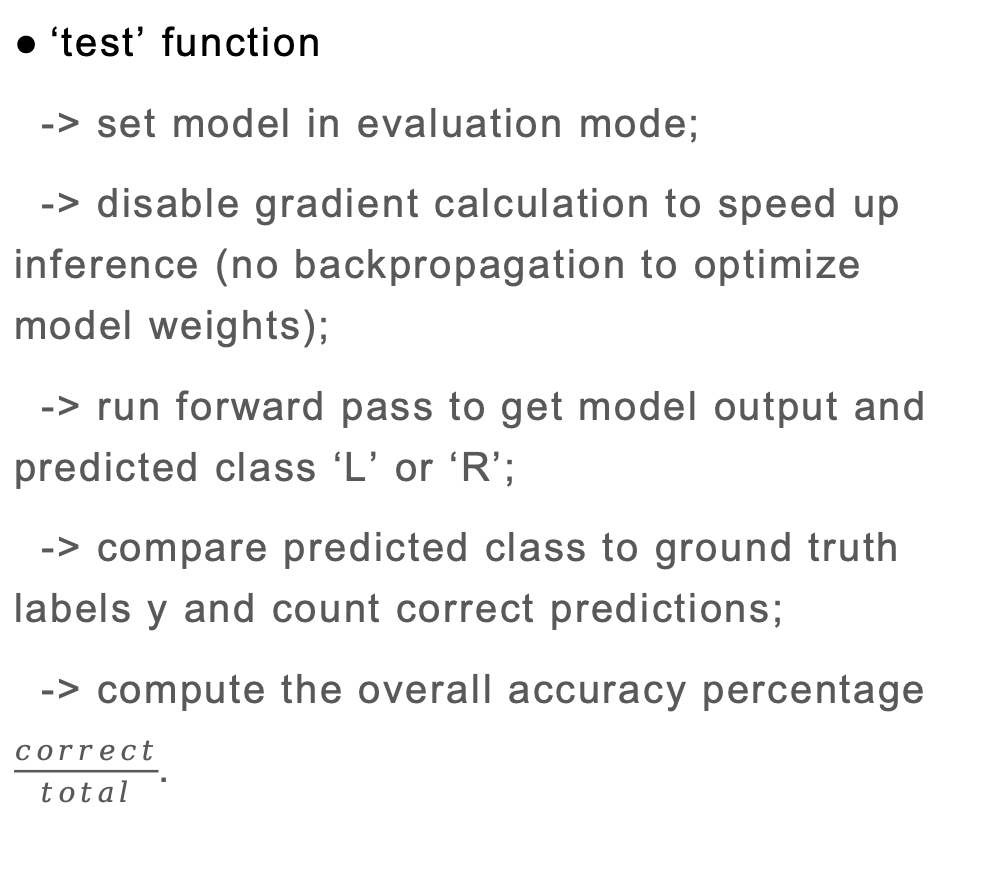 ● ‘test’ function
-> set model in evaluation mode;
-> disable gradient calculation to speed up
inference (no backpropagation to optimize
model weights);
-> run forward pass to get model output and
predicted class ‘L’ or ‘R’;
-> compare predicted class to ground truth
labels y and count correct predictions;
-> compute the overall accuracy percentage
correct
total.